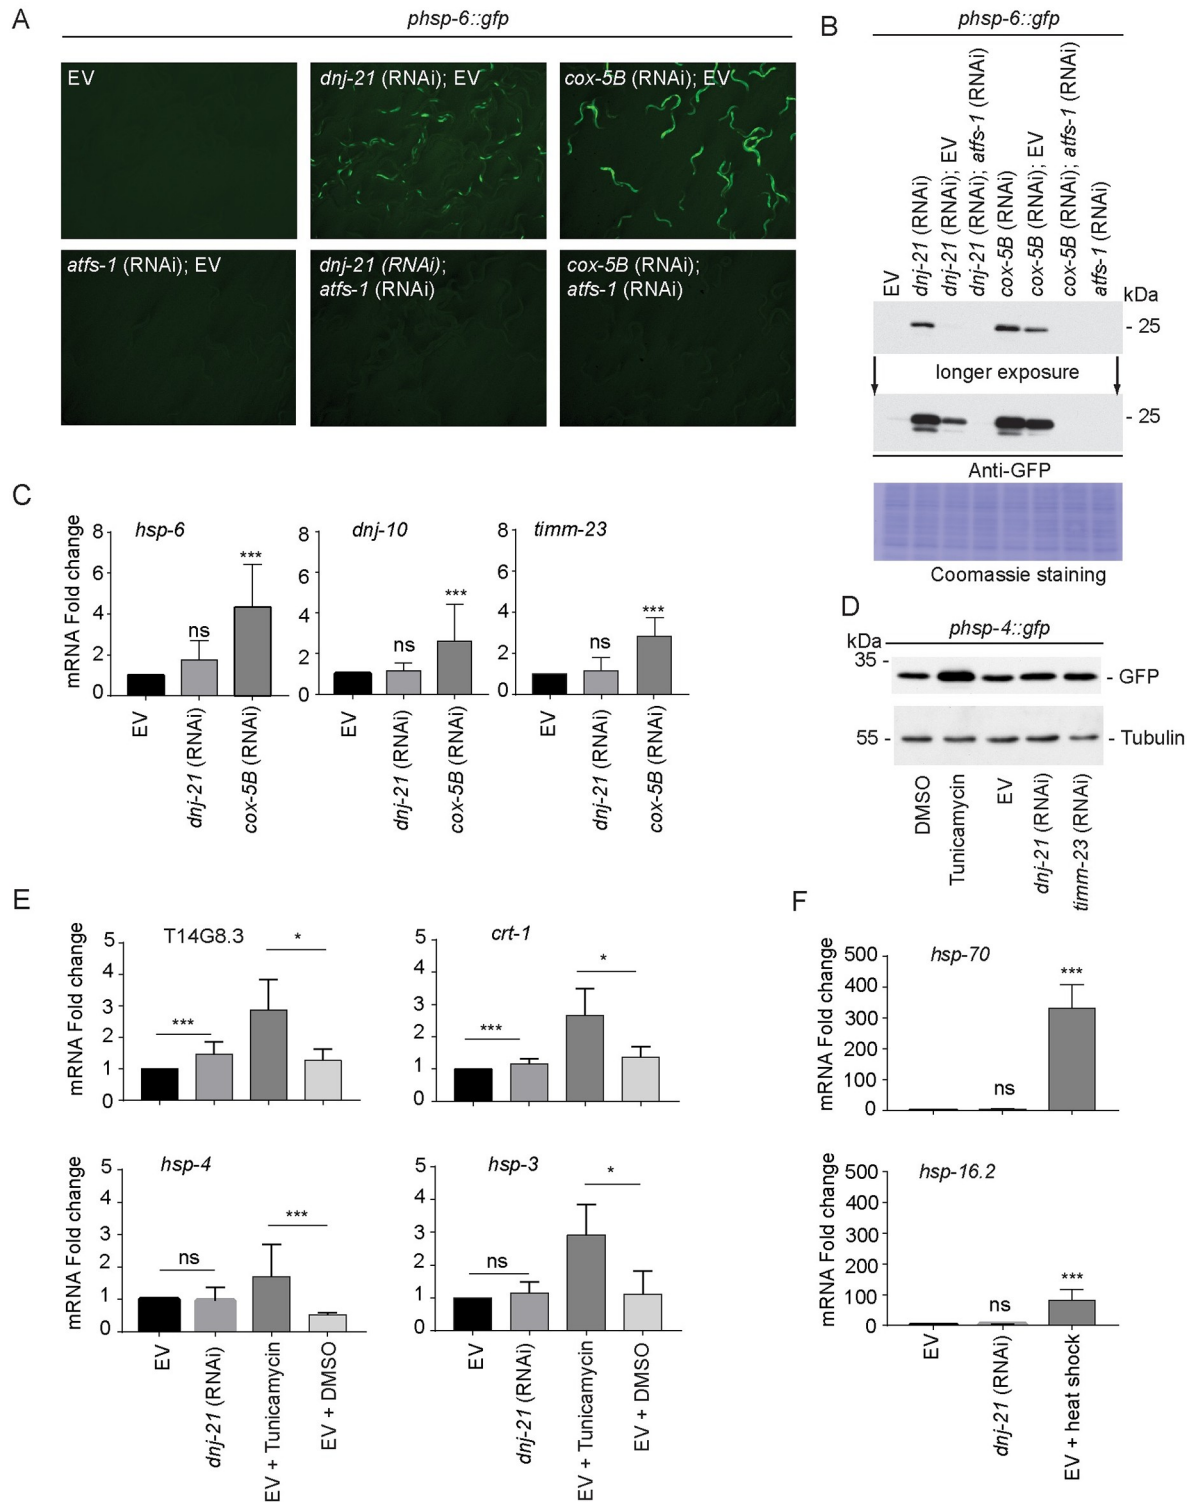 A
phsp-6::gfp
EV
dnj-21 (RNAi); EV
cox-5B (RNAi); EV
atfs-1 (RNAi); EV
dnj-21 (RNAi);
atfs-1 (RNAi)
cox-5B (RNAi);
atfs-1 (RNAi)
B
phsp-6::gfp
EV
dnj-21 (RNAi)
dnj-21 (RNAi); EV
dnj-21 (RNAi); atfs-1 (RNAi)
cox-5B (RNAi)
cox-5B (RNAi); EV
cox-5B (RNAi); atfs-1 (RNAi)
atfs-1 (RNAi)
kDa
- 25
longer exposure
- 25
Anti-GFP
Coomassie staining
C
mRNA Fold change
8
6
4
2
0
hsp-6
ns
***
EV
dnj-21 (RNAi)
cox-5B (RNAi)
8
6
4
2
0
dnj-10
ns
***
EV
dnj-21 (RNAi)
cox-5B (RNAi)
8
6
4
2
0
timm-23
ns
***
EV
dnj-21 (RNAi)
cox-5B (RNAi)
D
phsp-4::gfp
kDa
35 -
- GFP
55 -
- Tubulin
DMSO
Tunicamycin
EV
dnj-21 (RNAi)
timm-23 (RNAi)
E
mRNA Fold change
5
4
3
2
1
0
T14G8.3
***
*
mRNA Fold change
5
4
3
2
1
0
crt-1
***
*
mRNA Fold change
5
4
3
2
1
0
hsp-4
ns
***
EV
dnj-21 (RNAi)
EV + Tunicamycin
EV + DMSO
mRNA Fold change
5
4
3
2
1
0
hsp-3
ns
*
EV
dnj-21 (RNAi)
EV + Tunicamycin
EV + DMSO
F
mRNA Fold change
500
400
300
200
100
0
hsp-70
ns
***
mRNA Fold change
500
400
300
200
100
0
hsp-16.2
ns
***
EV
dnj-21 (RNAi)
EV + heat shock